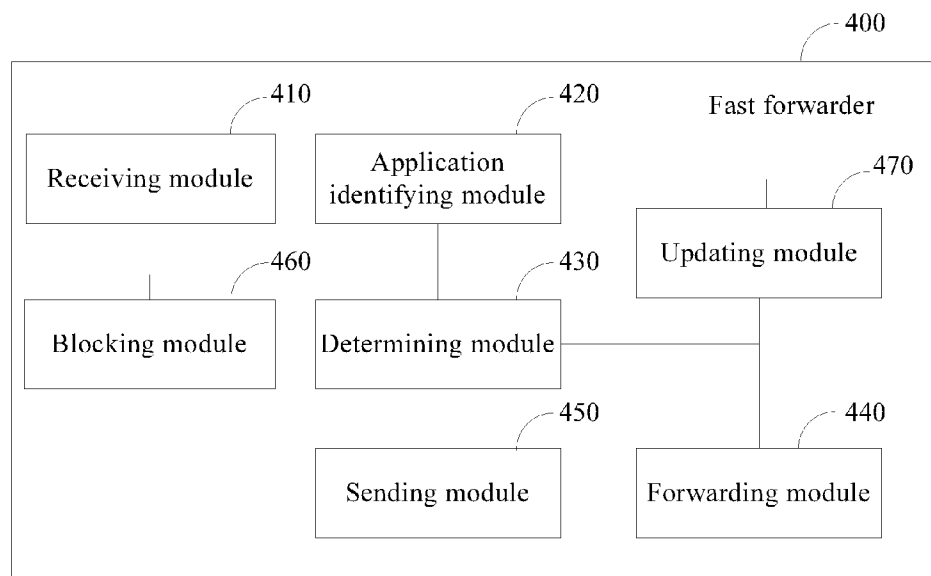 400
410
420
Fast forwarder
Receiving module
Application
identifying module
470
Updating module
460
430
Blocking module
Determining module
450
440
Sending module
Forwarding module